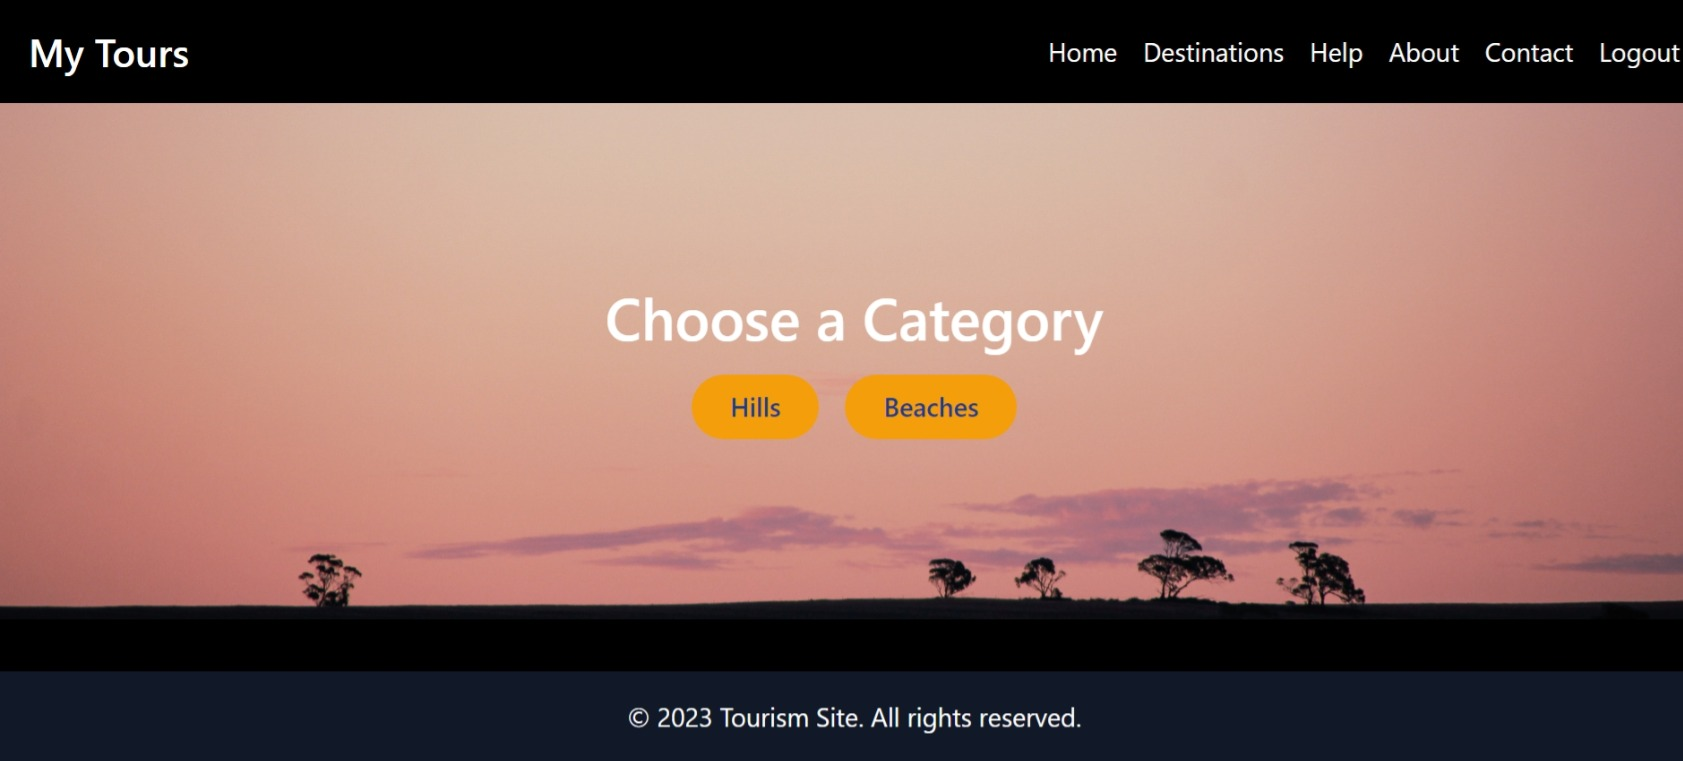 My Tours
Home Destinations Help About Contact Logout
Choose a Category
Hills Beaches
© 2023 Tourism Site. All rights reserved.